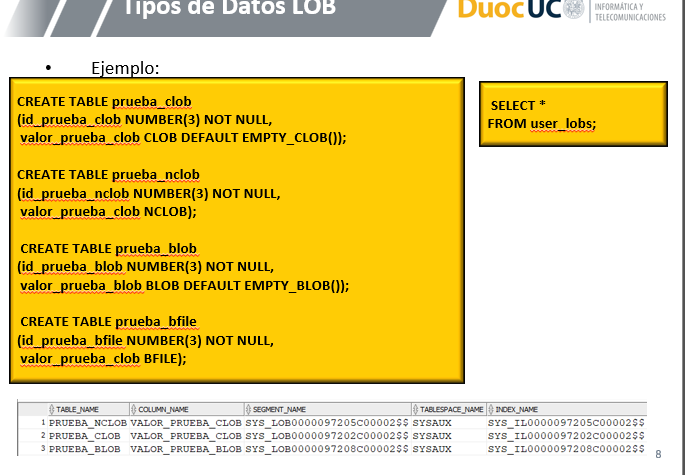 Tipos de Datos LOB
DuocUC
INFORMÁTICA Y
TELECOMUNICACIONES
• Ejemplo:
CREATE TABLE prueba_clob
(id_prueba_clob NUMBER(3) NOT NULL,
valor_prueba_clob CLOB DEFAULT EMPTY_CLOB());
CREATE TABLE prueba_nclob
(id_prueba_nclob NUMBER(3) NOT NULL,
valor_prueba_clob NCLOB);
CREATE TABLE prueba_blob
(id_prueba_blob NUMBER(3) NOT NULL,
valor_prueba_blob BLOB DEFAULT EMPTY_BLOB());
CREATE TABLE prueba_bfile
(id_prueba_bfile NUMBER(3) NOT NULL,
valor_prueba_clob BFILE);
SELECT *
FROM user_lobs;
TABLE_NAME COLUMN_NAME SEGMENT_NAME TABLESPACE_NAME INDEX_NAME
1 PRUEBA_NCLOB VALOR_PRUEBA_CLOB SYS_LOB0000097205C00002$$ SYSAUX SYS_IL0000097205C00002$$
2 PRUEBA_CLOB VALOR_PRUEBA_CLOB SYS_LOB0000097202C00002$$ SYSAUX SYS_IL0000097202C00002$$
3 PRUEBA_BLOB VALOR_PRUEBA_BLOB SYS_LOB0000097208C00002$$ SYSAUX SYS_IL0000097208C00002$$
8